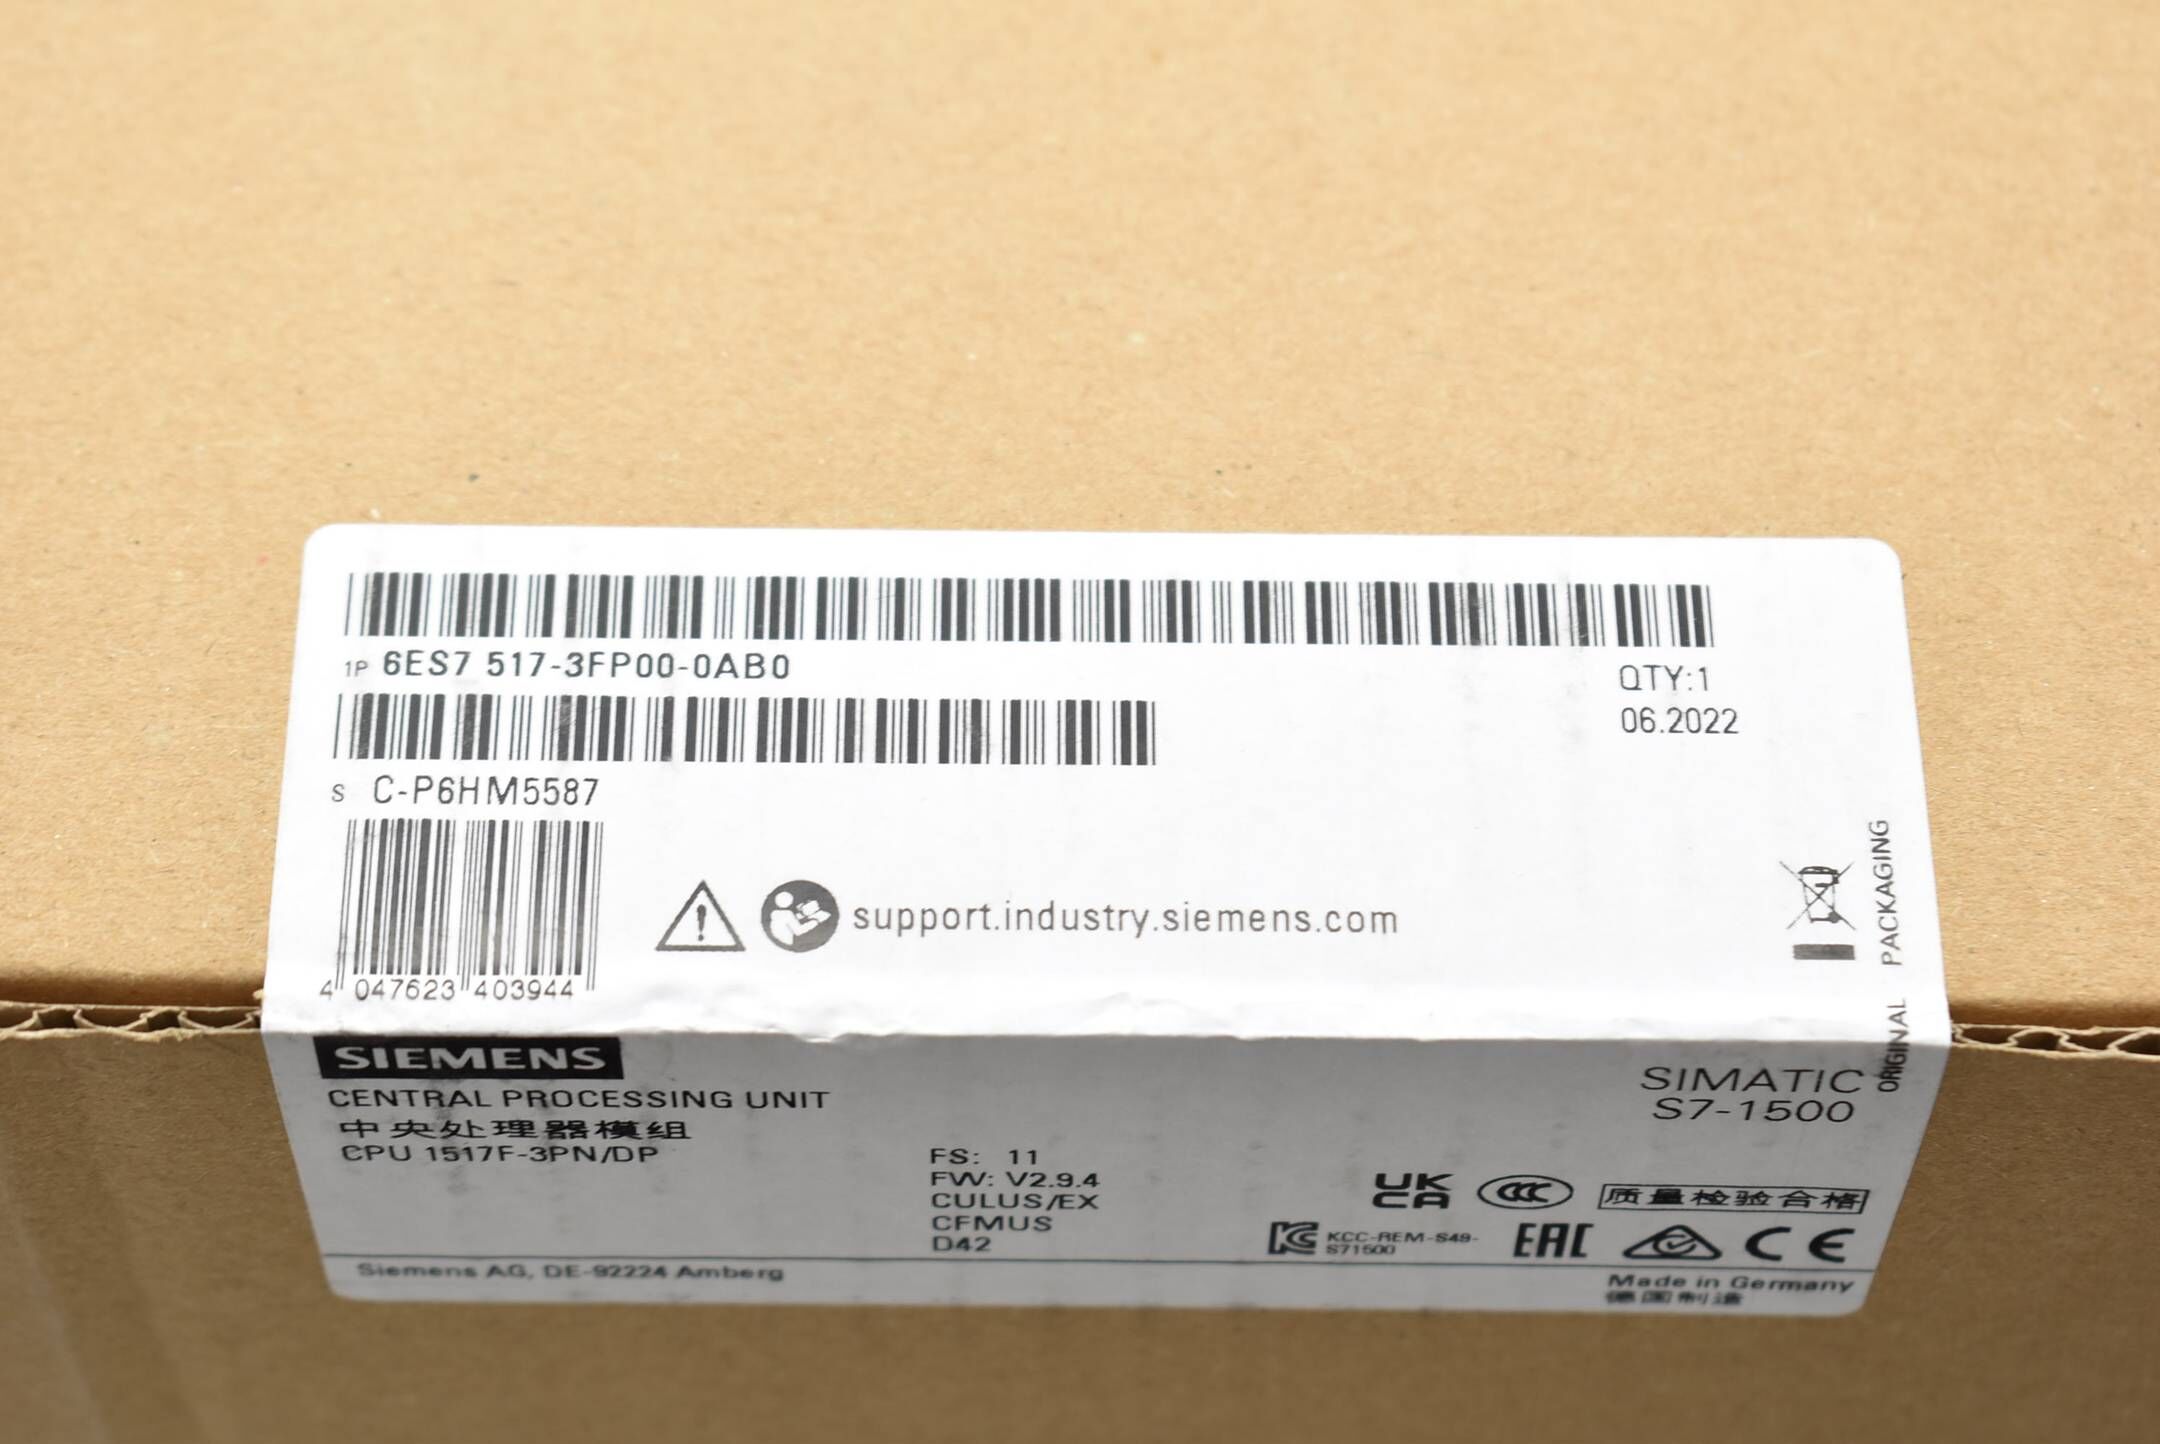 1P 6ES7 517-3FP00-0AB0
QTY:1
06.2022
S C-P6HM5587
4 047623 403944
support.industry.siemens.com
ORIGINAL PACKAGING
SIEMENS
CENTRAL PROCESSING UNIT
中央处理器模组
CPU 1517F-3PN/DP
SIMATIC
S7-1500
FS: 11
FW: V2.9.4
CULUS/EX
CFMUS
D42
UK
CA
CCC
质量检验合格
KCC-REM-S49-
S71500
EAC
CE
Siemens AG, DE-92224 Amberg
Made in Germany
德国制造